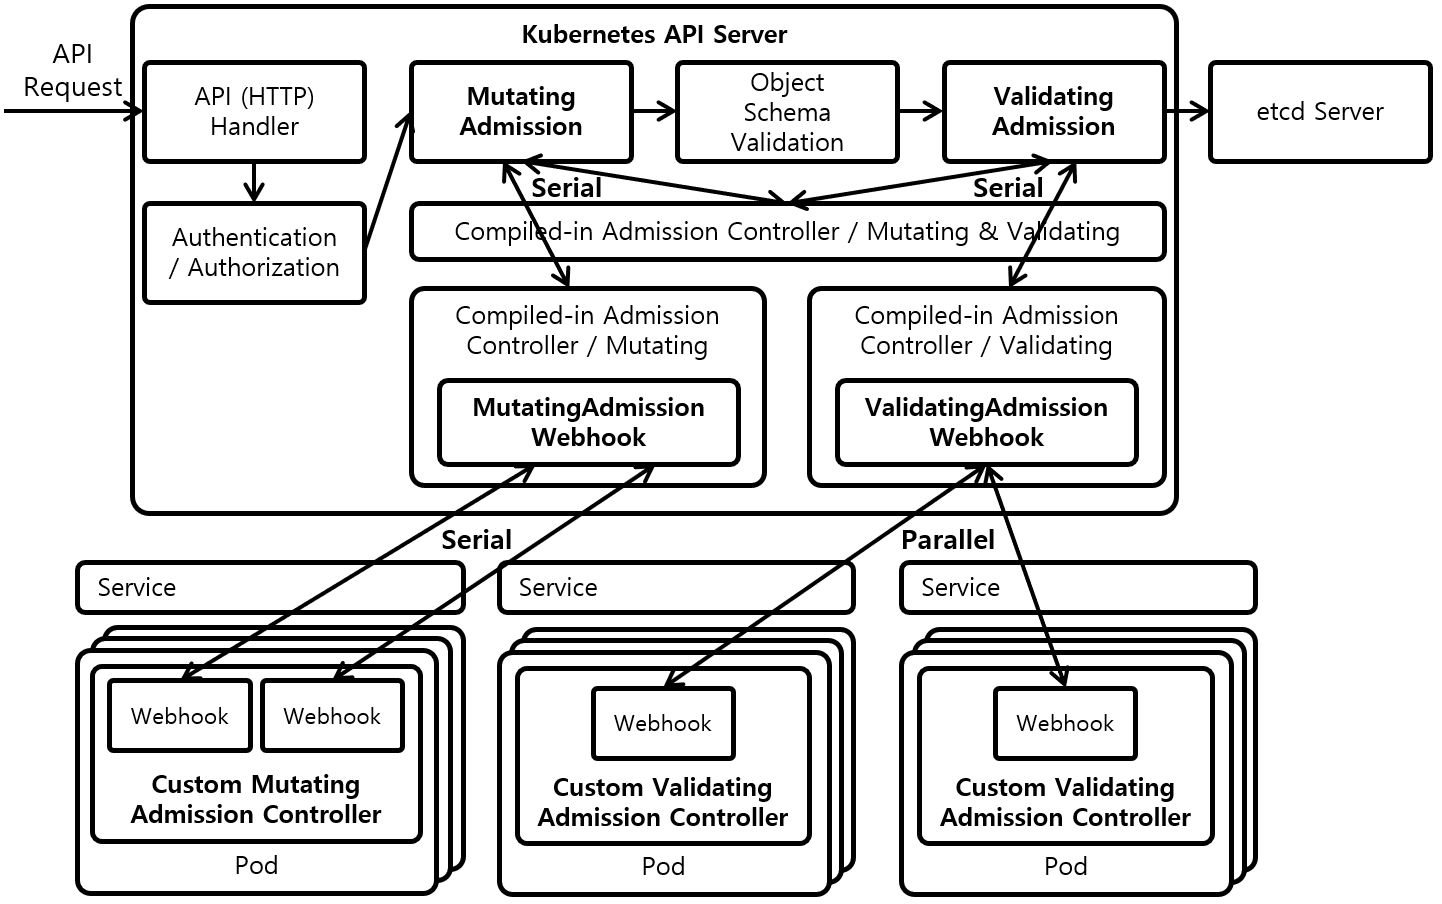 Kubernetes API Server
API
Request
API (HTTP)
Handler
Authentication
/ Authorization
Mutating
Admission
Object
Schema
Validation
Validating
Admission
etcd Server
Serial
Serial
Compiled-in Admission Controller / Mutating & Validating
Compiled-in Admission
Controller / Mutating
MutatingAdmission
Webhook
Compiled-in Admission
Controller / Validating
ValidatingAdmission
Webhook
Serial
Parallel
Service
Webhook
Webhook
Custom Mutating
Admission Controller
Pod
Service
Webhook
Custom Validating
Admission Controller
Pod
Service
Webhook
Custom Validating
Admission Controller
Pod